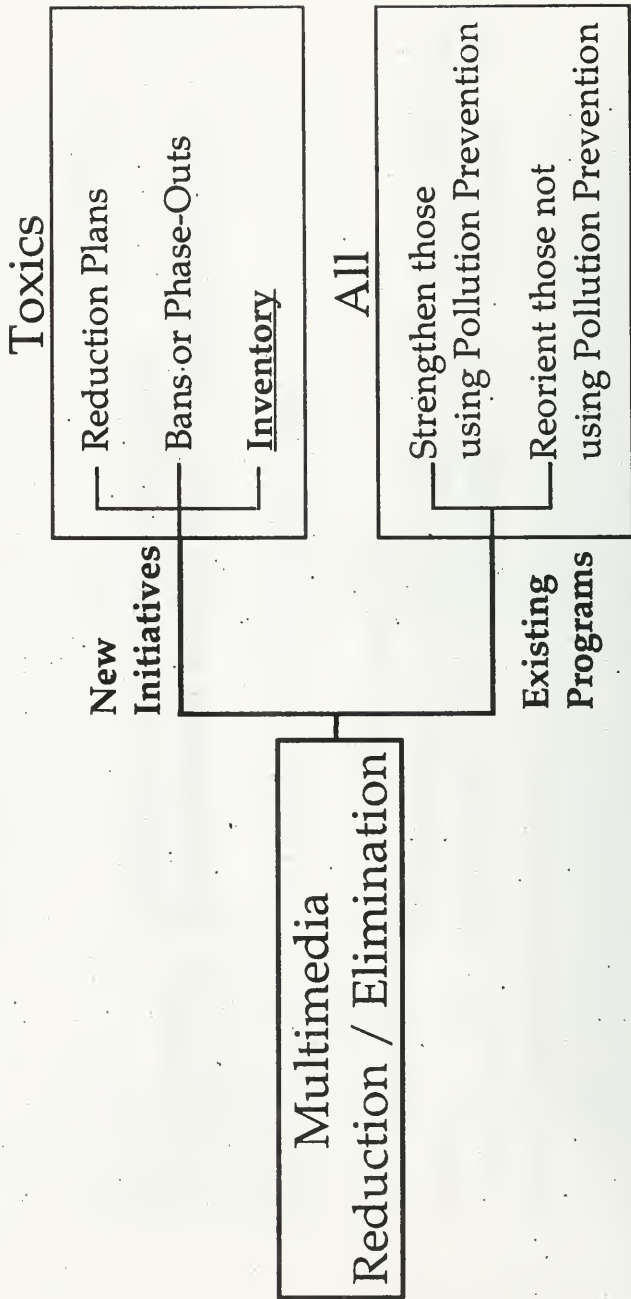 Multimedia
Reduction / Elimination
New
Initiatives
Toxics
Reduction Plans
Bans or Phase-Outs
Inventory
Existing
Programs
All
Strengthen those
using Pollution Prevention
Reorient those not
using Pollution Prevention